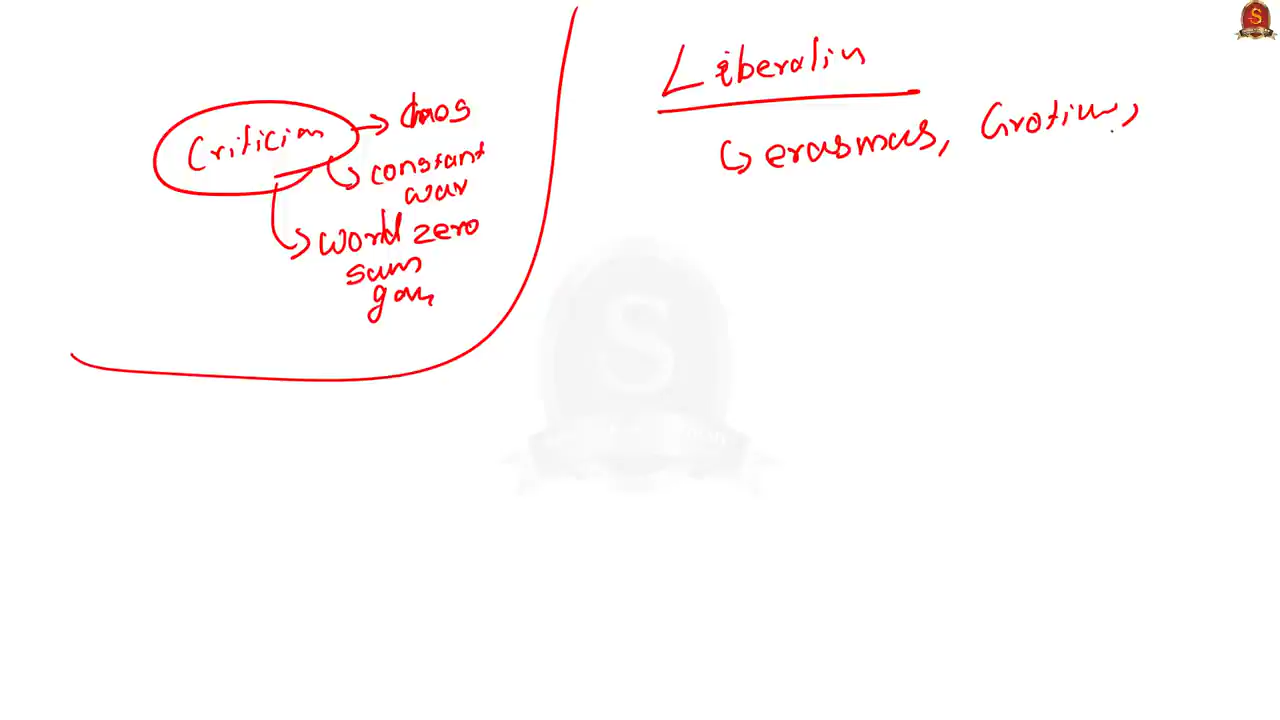 Criticism
chaos
constant
war
world zero
sum
game
Liberalism
erasmus, Grotius,
S